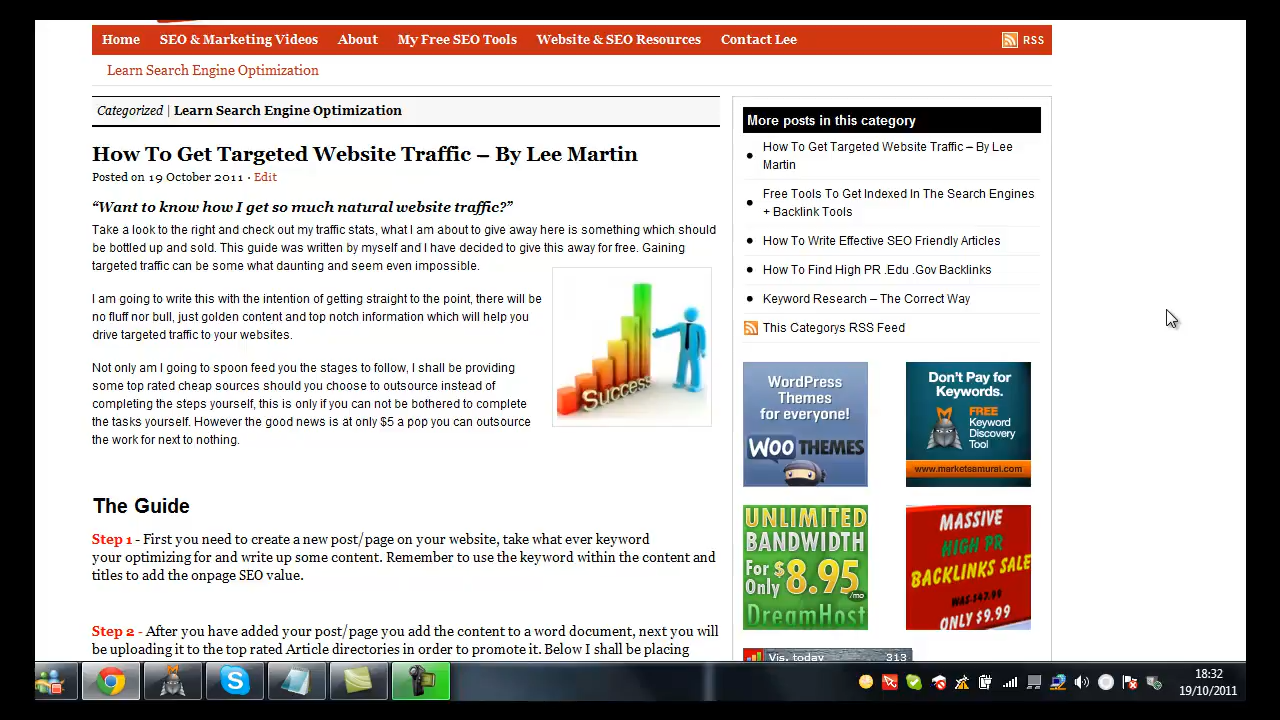 Home SEO & Marketing Videos About My Free SEO Tools Website & SEO Resources Contact Lee RSS
Learn Search Engine Optimization
Categorized | Learn Search Engine Optimization
How To Get Targeted Website Traffic – By Lee Martin
Posted on 19 October 2011 · Edit
“Want to know how I get so much natural website traffic?”
Take a look to the right and check out my traffic stats, what I am about to give away here is something which should
be bottled up and sold. This guide was written by myself and I have decided to give this away for free. Gaining
targeted traffic can be some what daunting and seem even impossible.
I am going to write this with the intention of getting straight to the point, there will be
no fluff nor bull, just golden content and top notch information which will help you
drive targeted traffic to your websites.
Not only am I going to spoon feed you the stages to follow, I shall be providing
some top rated cheap sources should you choose to outsource instead of
completing the steps yourself, this is only if you can not be bothered to complete
the tasks yourself. However the good news is at only $5 a pop you can outsource
the work for next to nothing.
Success
The Guide
Step 1 - First you need to create a new post/page on your website, take what ever keyword
your optimizing for and write up some content. Remember to use the keyword within the content and
titles to add the onpage SEO value.
Step 2 - After you have added your post/page you add the content to a word document, next you will
be uploading it to the top rated Article directories in order to promote it. Below I shall be placing
More posts in this category
How To Get Targeted Website Traffic – By Lee
Martin
Free Tools To Get Indexed In The Search Engines
+ Backlink Tools
How To Write Effective SEO Friendly Articles
How To Find High PR .Edu .Gov Backlinks
Keyword Research – The Correct Way
This Categorys RSS Feed
WordPress
Themes
for everyone!
WOO THEMES
Don't Pay for
Keywords.
FREE
Keyword
Discovery
Tool
www.marketsamurai.com
UNLIMITED
BANDWIDTH
For $8.95
Only /mo
DreamHost
MASSIVE
HIGH PR
BACKLINKS SALE
WAS $47.99
ONLY $9.99
Vis. today 313
18:32
19/10/2011